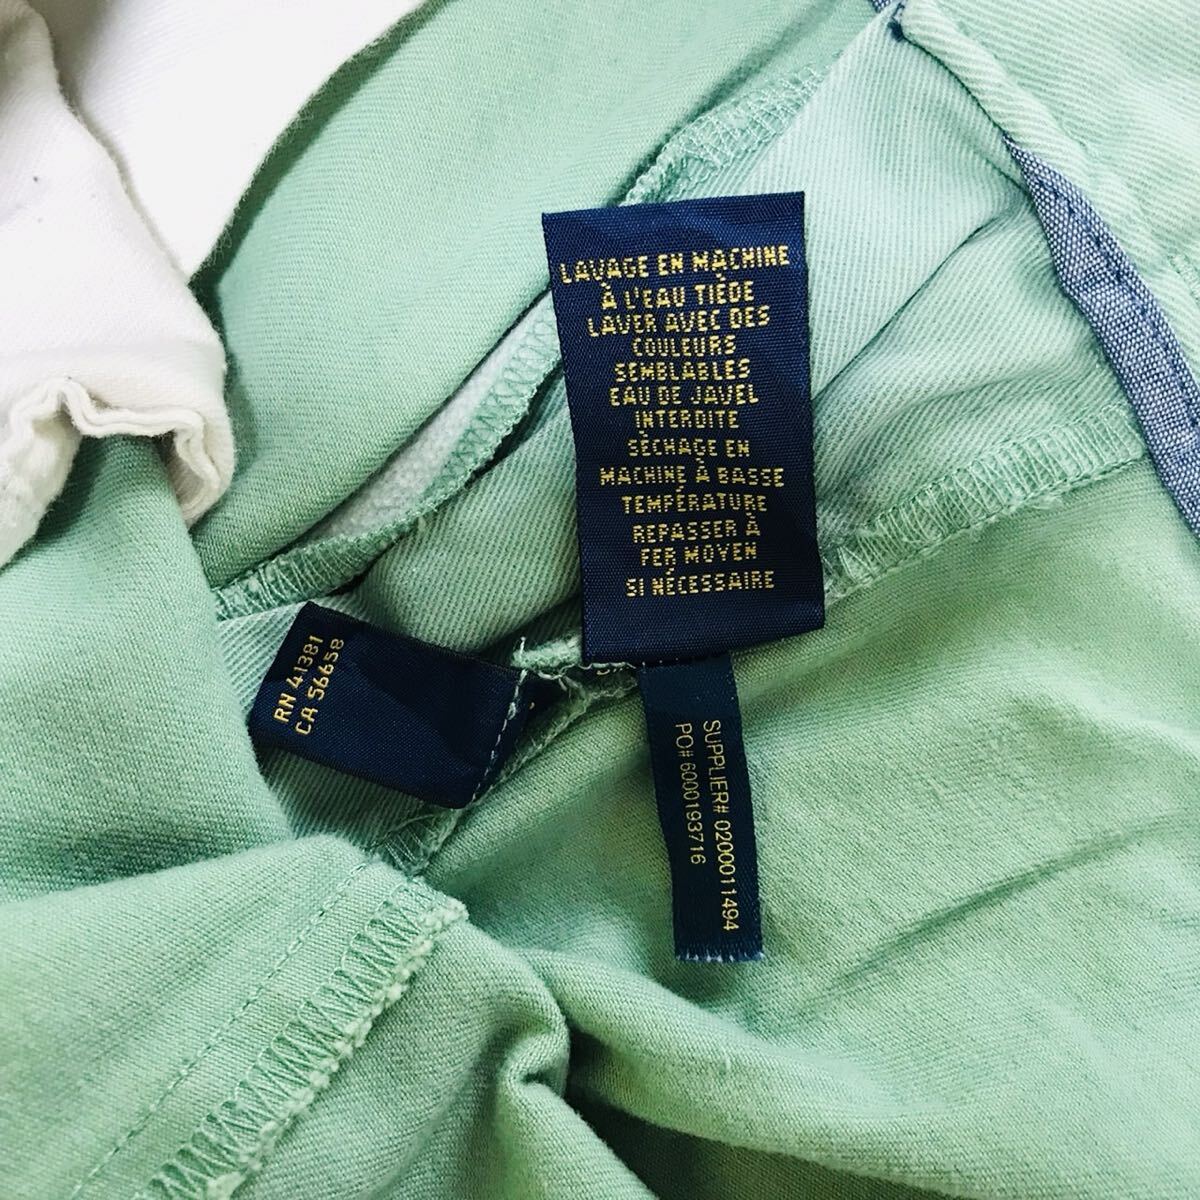 LAVAGE EN MACHINE
À L'EAU TIÈDE
LAVER AVEC DES
COULEURS
SEMBLABLES
EAU DE JAVEL
INTERDITE
SÈCHAGE EN
MACHINE À BASSE
TEMPÉRATURE
REPASSER À
FER MOYEN
SI NÉCESSAIRE
RN 41381
CA 56658
SUPPLIER# 0200011494
PO# 6000193716